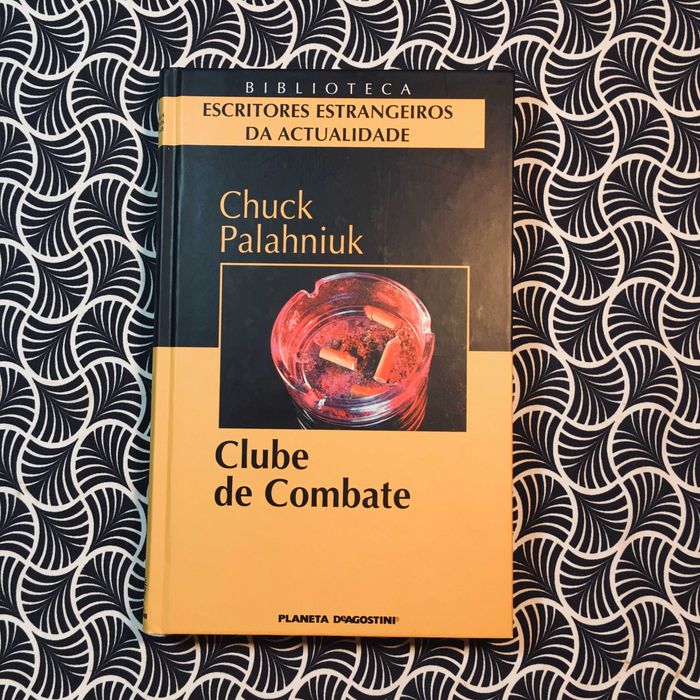 BIBLIOTECA
ESCRITORES ESTRANGEIROS
DA ACTUALIDADE
Chuck
Palahniuk
Clube
de Combate
PLANETA DeAGOSTINI®